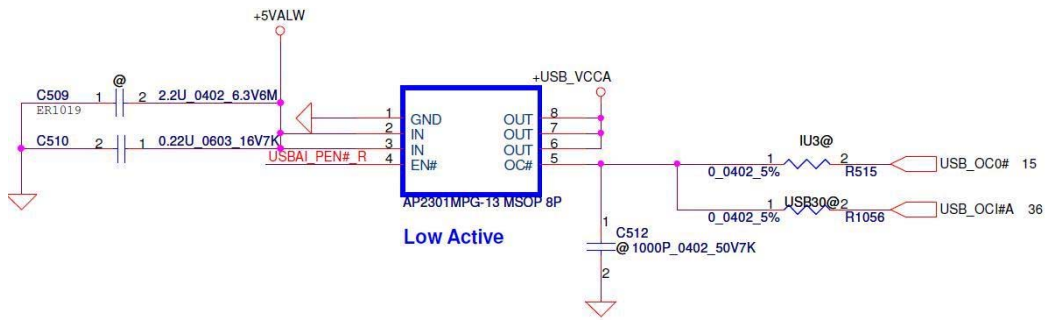 +5VALW
@
C509 1 2 2.2U_0402_6.3V6M
ER1019
C510 2 1 0.22U_0603_16V7K
USBAI_PEN#_R
+USB_VCCA
1 GND OUT 8
2 IN OUT 7
3 IN OUT 6
4 EN# OC# 5
AP2301MPG-13 MSOP 8P
Low Active
IU3@
1 2
0_0402_5% R515
USB_OC0# 15
1 USB30@ 2
0_0402_5% R1056
USB_OCI#A 36
1
C512
@ 1000P_0402_50V7K
2